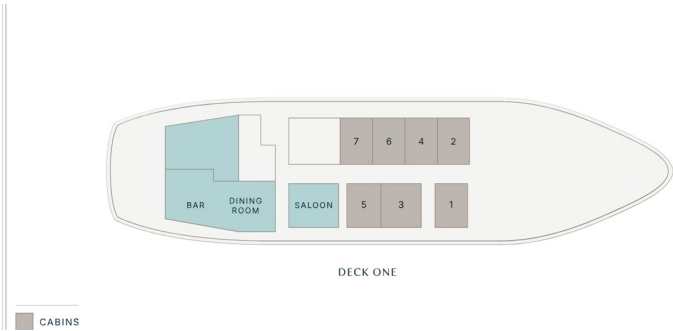 7 6 4 2
BAR
DINING
ROOM
SALOON
5 3 1
DECK ONE
CABINS